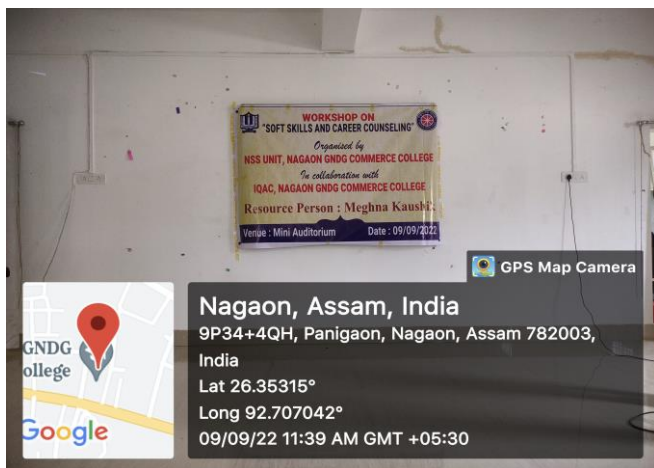 WORKSHOP ON
"SOFT SKILLS AND CAREER COUNSELING"
Organised by
NSS UNIT, NAGAON GNDG COMMERCE COLLEGE
In collaboration with
IQAC, NAGAON GNDG COMMERCE COLLEGE
Resource Person : Meghna Kaushik
Venue : Mini Auditorium Date : 09/09/2022
GPS Map Camera
GNDG
ollege
Google
Nagaon, Assam, India
9P34+4QH, Panigaon, Nagaon, Assam 782003,
India
Lat 26.35315°
Long 92.707042°
09/09/22 11:39 AM GMT +05:30